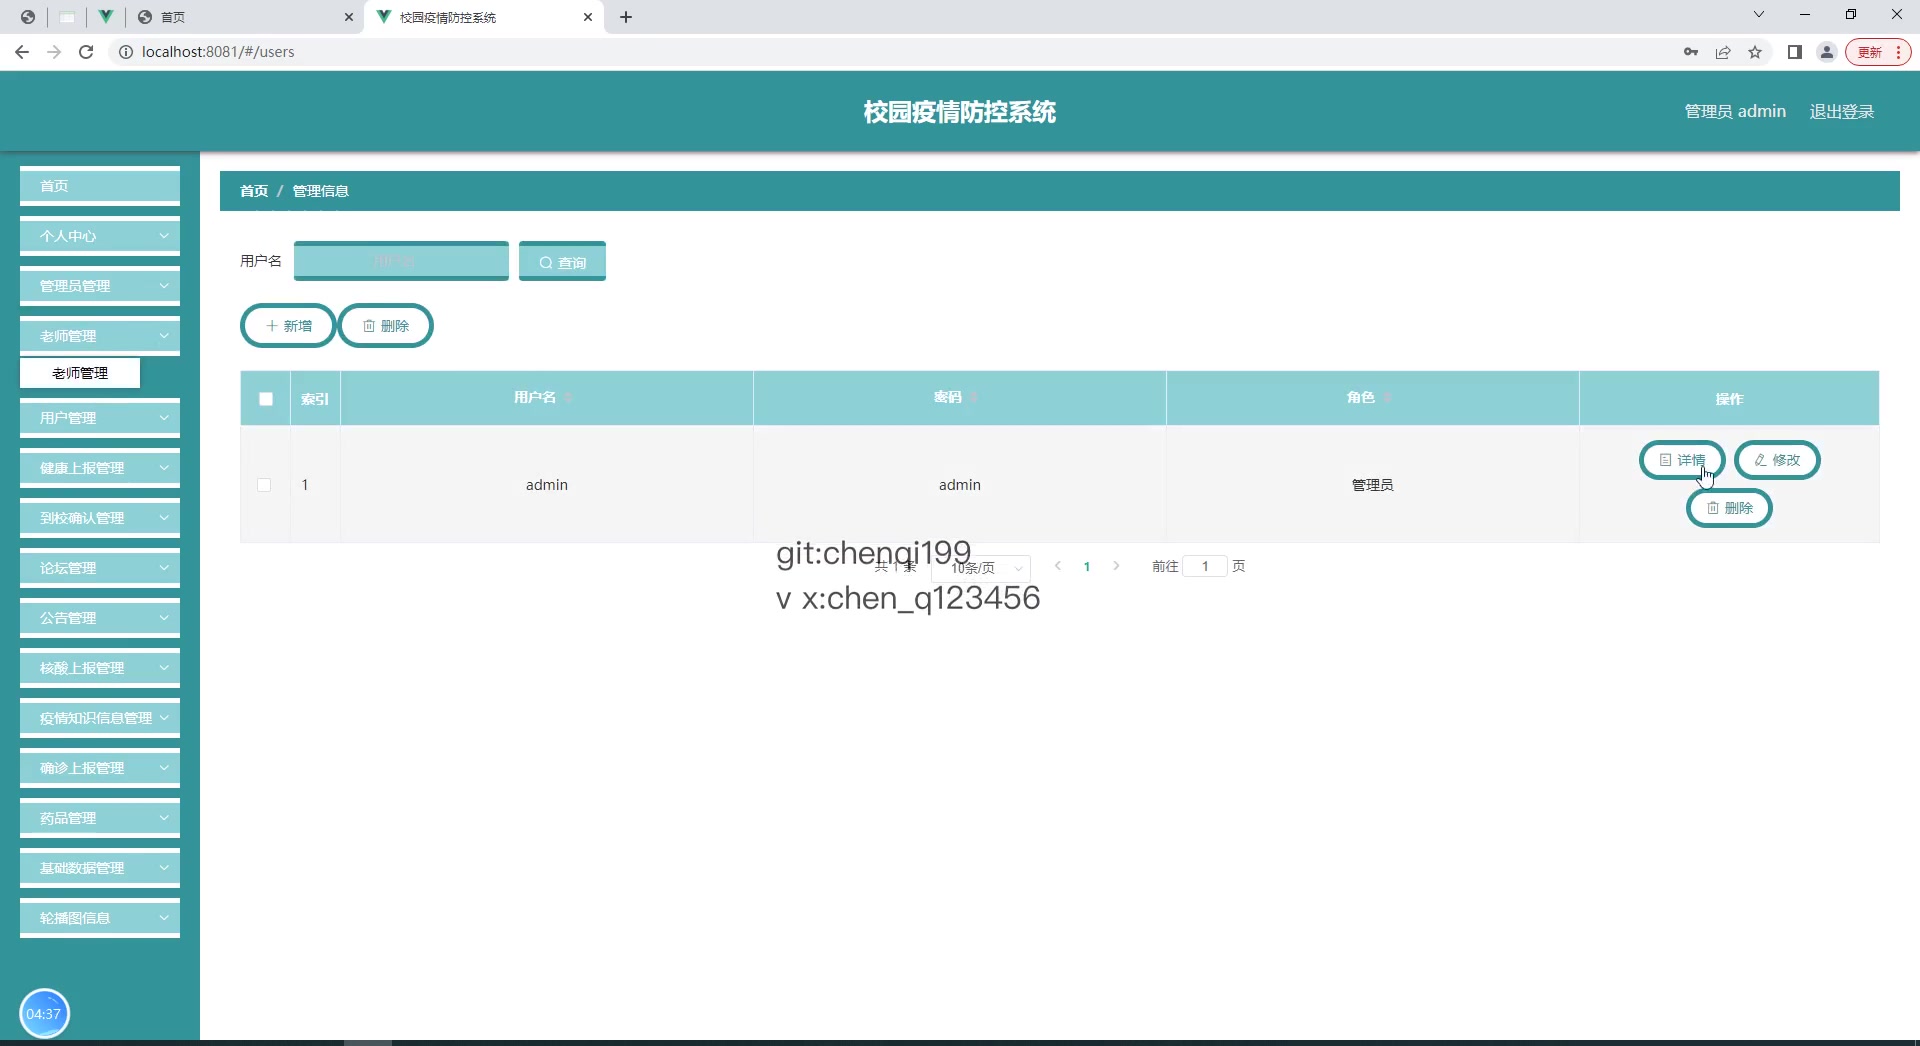 首页
校园疫情防控系统
localhost:8081/#/users
更新
校园疫情防控系统
管理员 admin
退出登录
首页
个人中心
管理员管理
老师管理
老师管理
用户管理
健康上报管理
到校确认管理
论坛管理
公告管理
核酸上报管理
疫情知识信息管理
确诊上报管理
药品管理
基础数据管理
轮播图信息
04:37
首页 / 管理信息
用户名
用户名
查询
新增
删除
索引
用户名
密码
角色
操作
1
admin
admin
管理员
详情
修改
删除
共 1 条
10条/页
1
前往 1 页
git:chenqi199
v x:chen_q123456